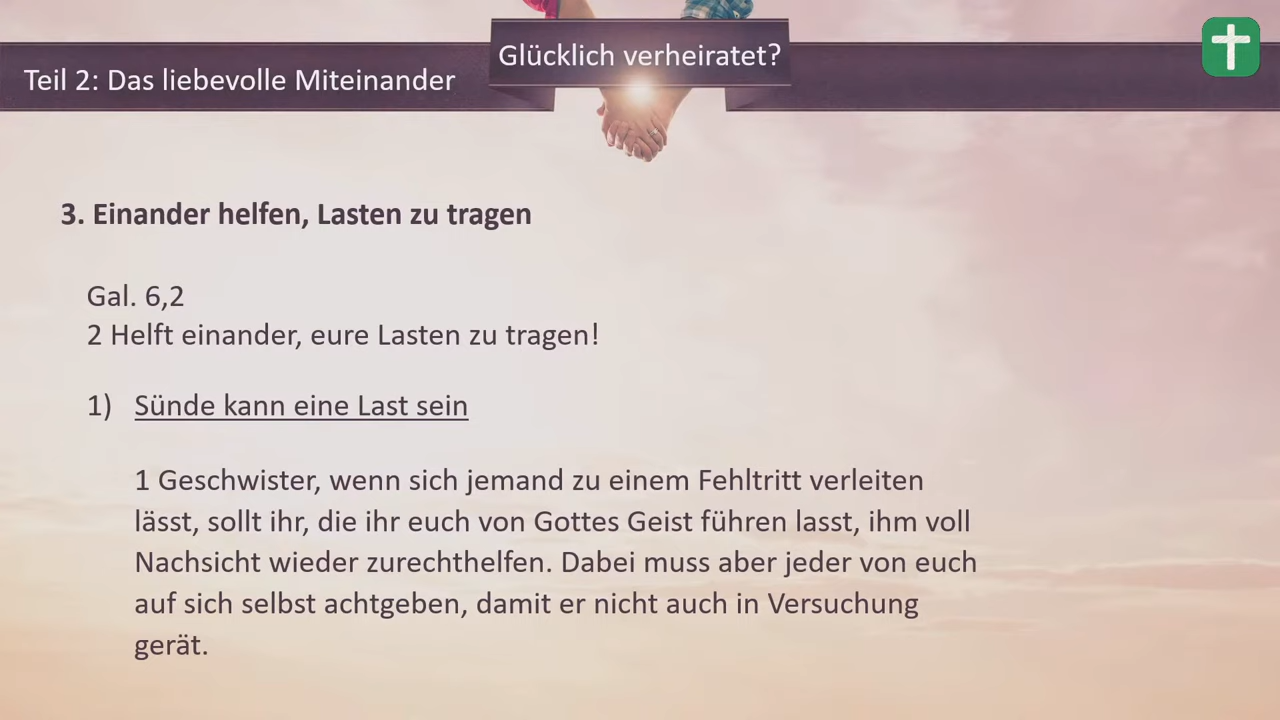 Glücklich verheiratet?
Teil 2: Das liebevolle Miteinander
3. Einander helfen, Lasten zu tragen
Gal. 6,2
2 Helft einander, eure Lasten zu tragen!
1) Sünde kann eine Last sein
1 Geschwister, wenn sich jemand zu einem Fehltritt verleiten
lässt, sollt ihr, die ihr euch von Gottes Geist führen lasst, ihm voll
Nachsicht wieder zurechthelfen. Dabei muss aber jeder von euch
auf sich selbst achtgeben, damit er nicht auch in Versuchung
gerät.